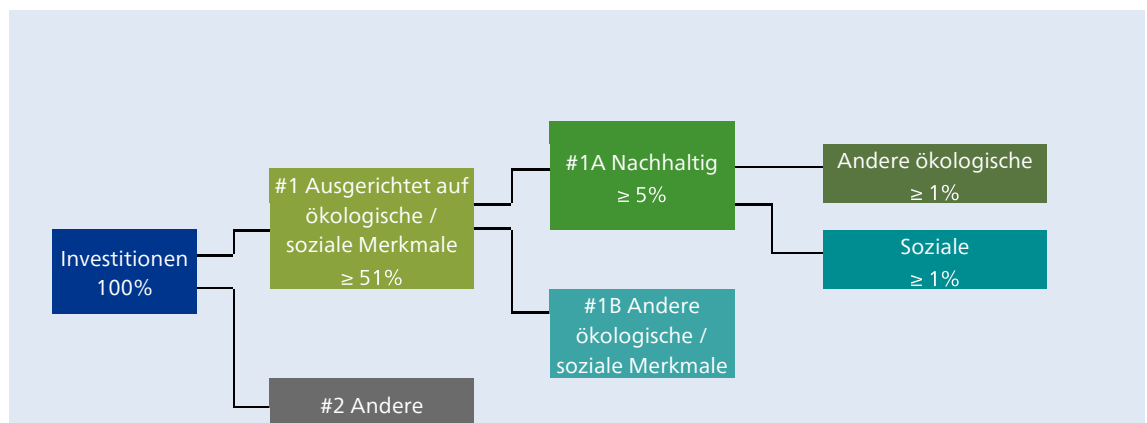 Investitionen
100%
#1 Ausgerichtet auf
ökologische /
soziale Merkmale
≥ 51%
#2 Andere
#1A Nachhaltig
≥ 5%
#1B Andere
ökologische /
soziale Merkmale
Andere ökologische
≥ 1%
Soziale
≥ 1%